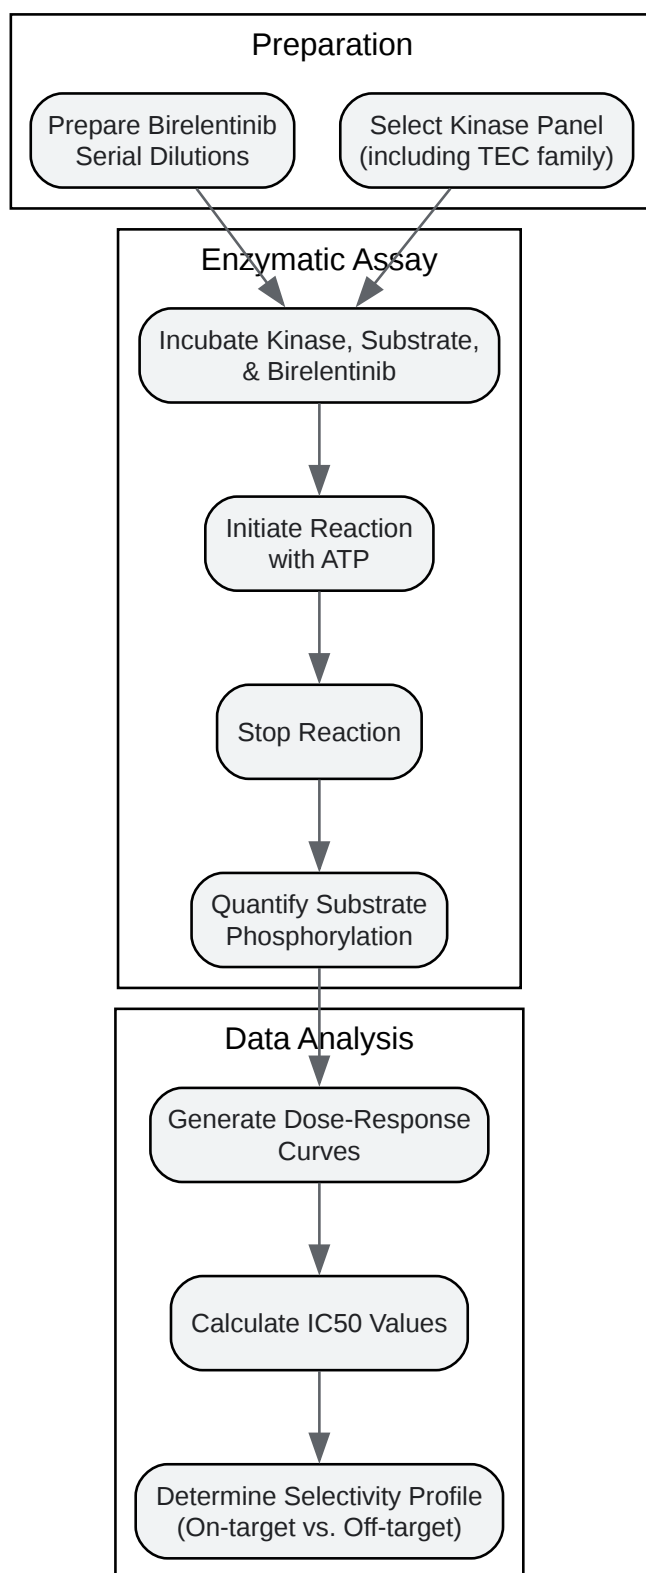 Preparation
Prepare Birelentinib
Serial Dilutions
Select Kinase Panel
(including TEC family)
Enzymatic Assay
Incubate Kinase, Substrate,
& Birelentinib
Initiate Reaction
with ATP
Stop Reaction
Quantify Substrate
Phosphorylation
Data Analysis
Generate Dose-Response
Curves
Calculate IC50 Values
Determine Selectivity Profile
(On-target vs. Off-target)